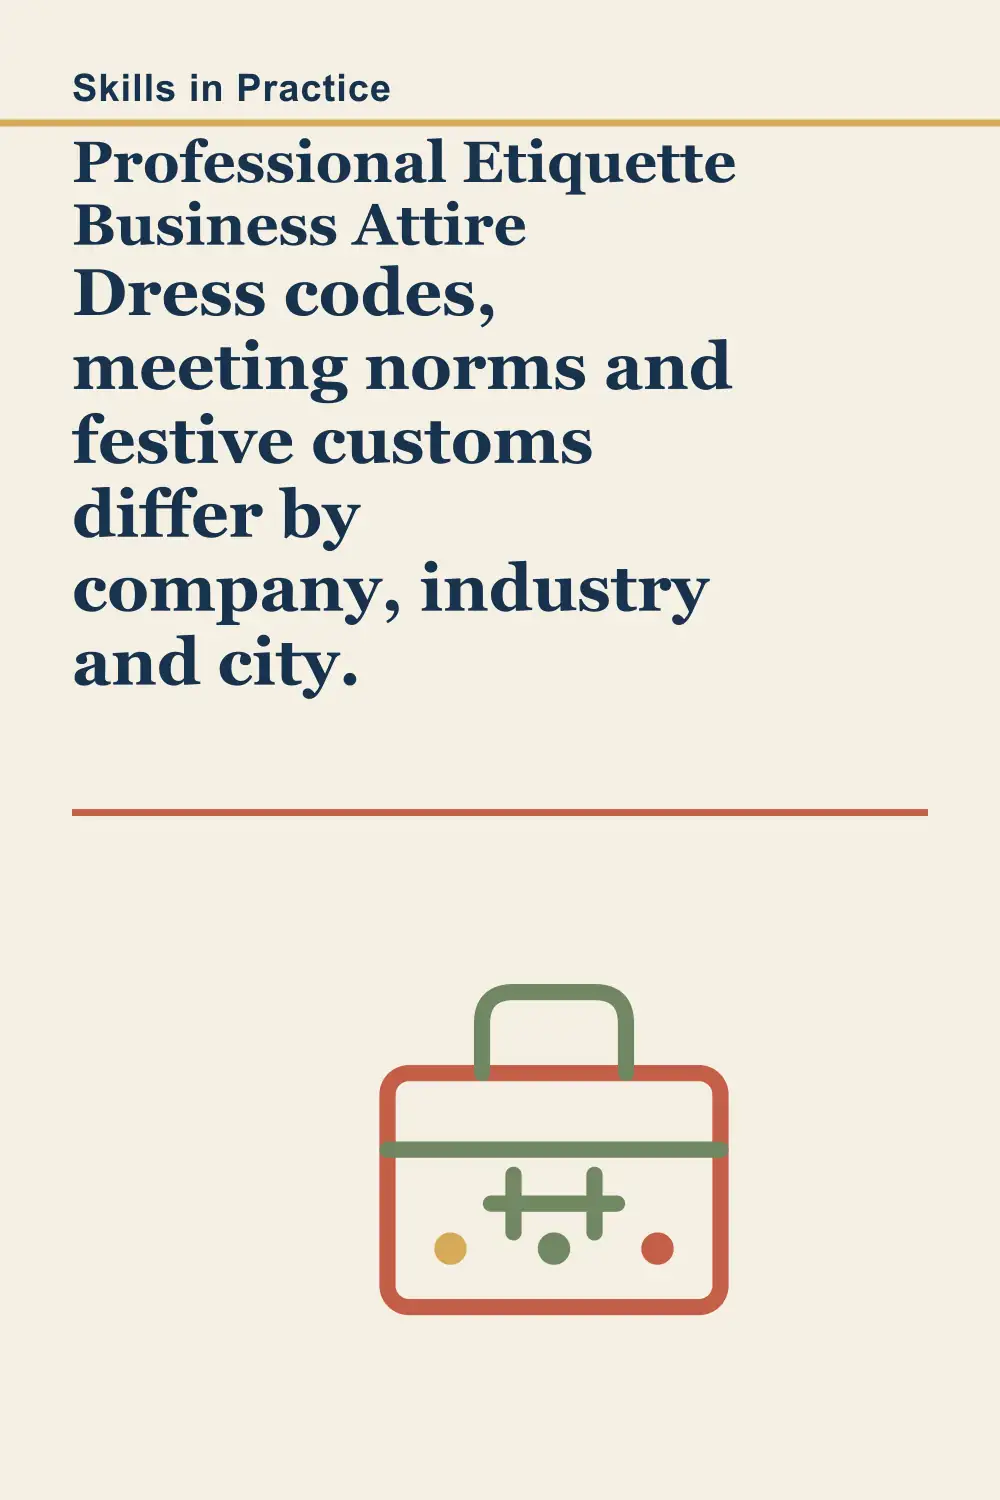 Skills in Practice
Professional Etiquette
Business Attire
Dress codes,
meeting norms and
festive customs
differ by
company, industry
and city.